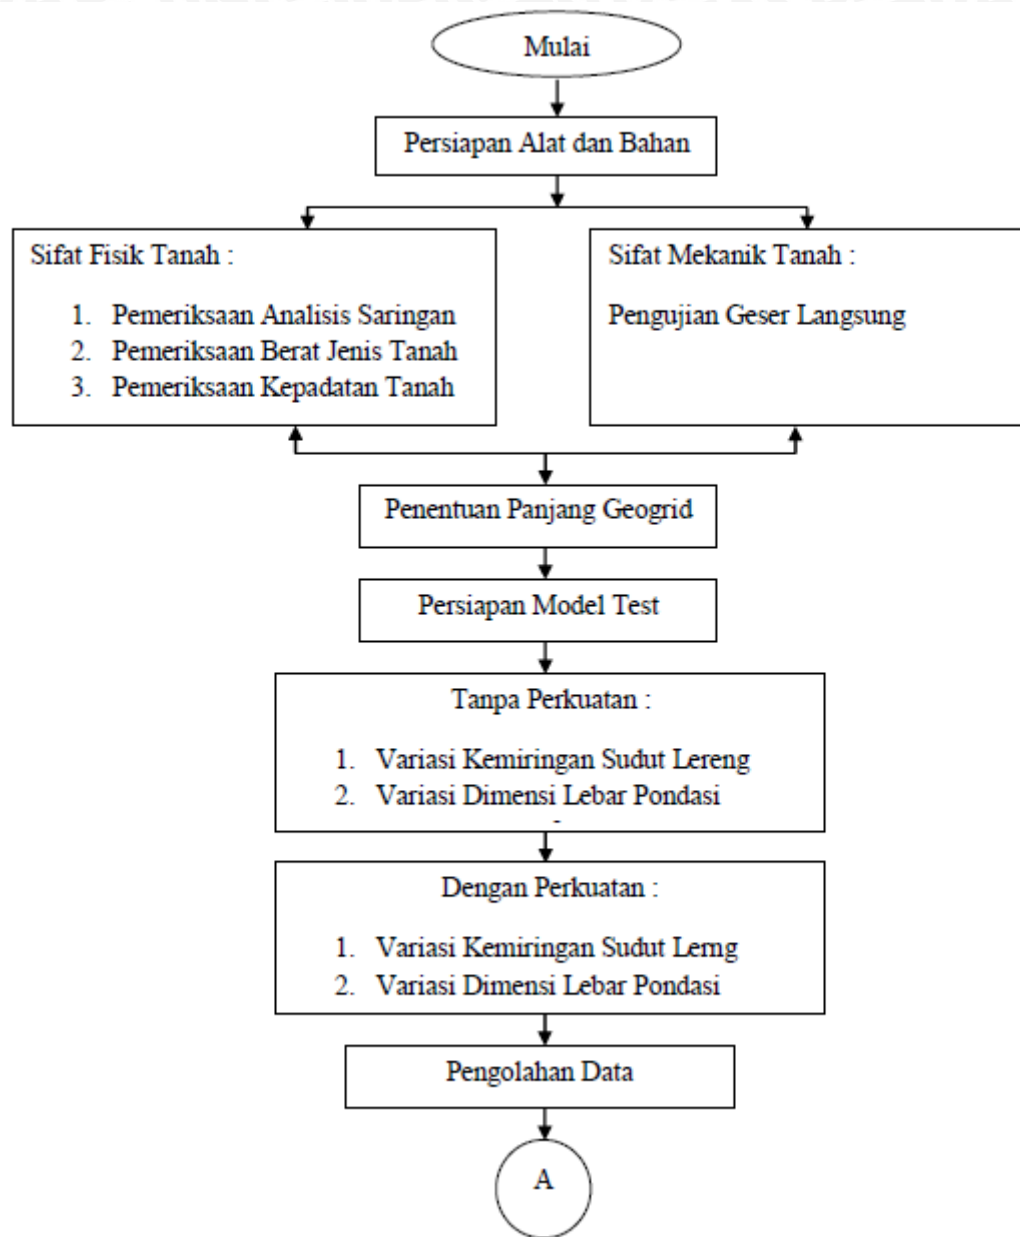 Mulai
Persiapan Alat dan Bahan
Sifat Fisik Tanah :
1. Pemeriksaan Analisis Saringan
2. Pemeriksaan Berat Jenis Tanah
3. Pemeriksaan Kepadatan Tanah
Sifat Mekanik Tanah :
Pengujian Geser Langsung
Penentuan Panjang Geogrid
Persiapan Model Test
Tanpa Perkuatan :
1. Variasi Kemiringan Sudut Lereng
2. Variasi Dimensi Lebar Pondasi
-
Dengan Perkuatan :
1. Variasi Kemiringan Sudut Lerng
2. Variasi Dimensi Lebar Pondasi
Pengolahan Data
A